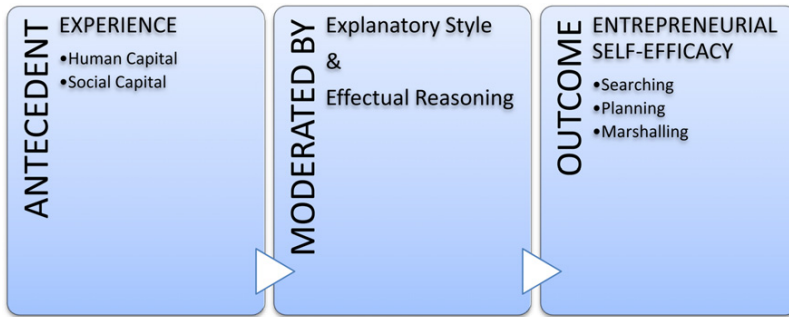 ANTECEDENT
EXPERIENCE
•Human Capital
•Social Capital
MODERATED BY
Explanatory Style
&
Effectual Reasoning
OUTCOME
ENTREPRENEURIAL
SELF-EFFICACY
•Searching
•Planning
•Marshalling